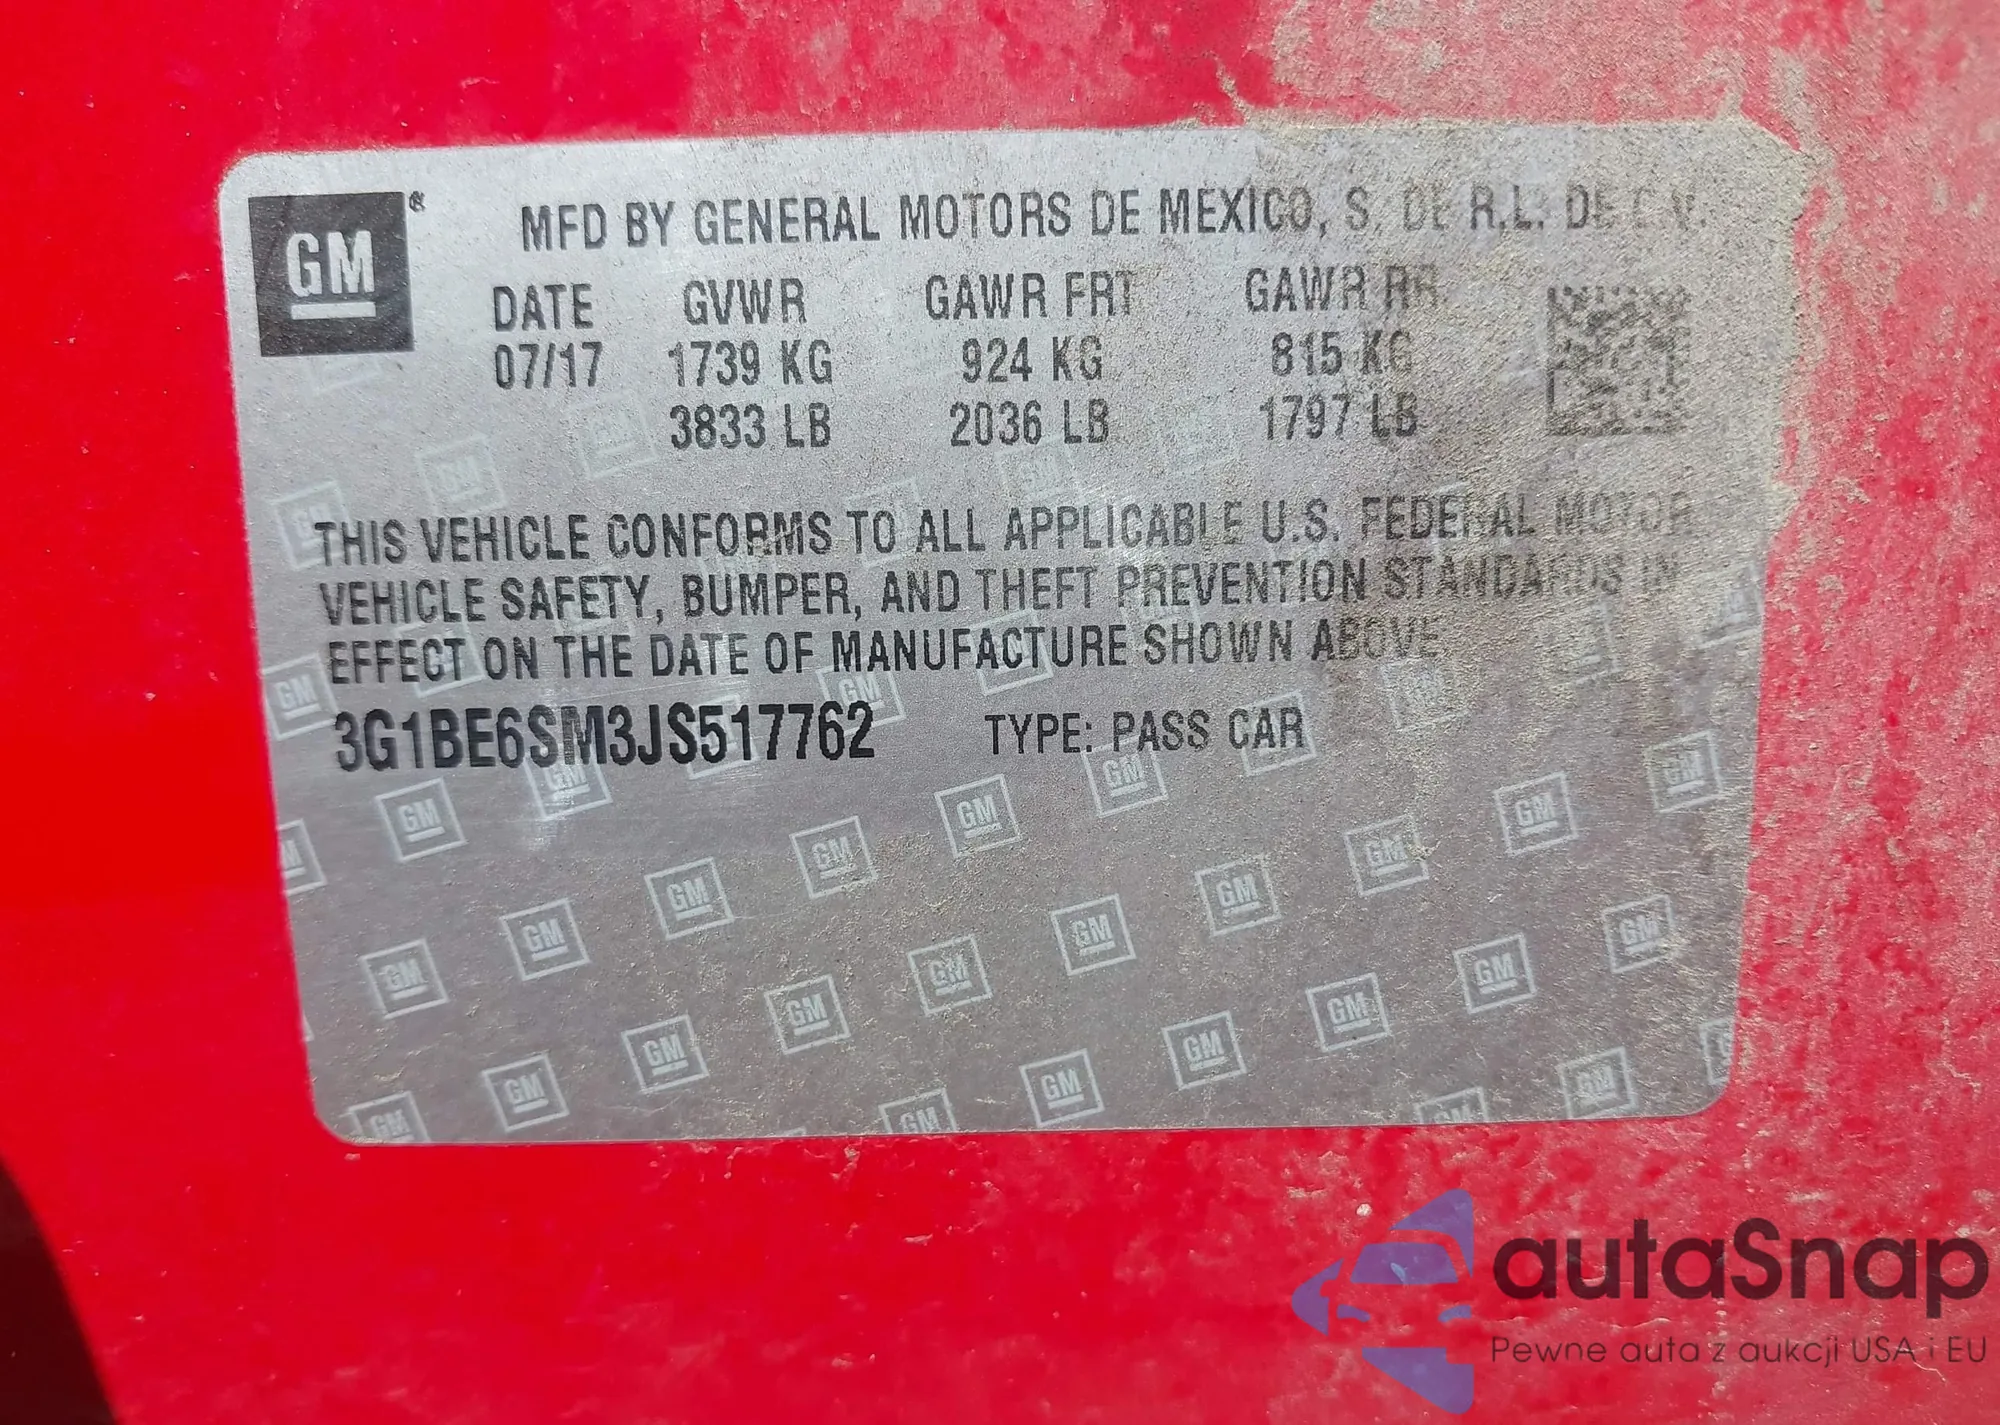 GM®
MFD BY GENERAL MOTORS DE MEXICO, S. DE R.L. DE C.V.
DATE GVWR GAWR FRT GAWR RR
07/17 1739 KG 924 KG 815 KG
3833 LB 2036 LB 1797 LB
THIS VEHICLE CONFORMS TO ALL APPLICABLE U.S. FEDERAL MOTOR
VEHICLE SAFETY, BUMPER, AND THEFT PREVENTION STANDARDS IN
EFFECT ON THE DATE OF MANUFACTURE SHOWN ABOVE.
3G1BE6SM3JS517762 TYPE: PASS CAR
autaSnap
Pewne auta z aukcji USA i EU